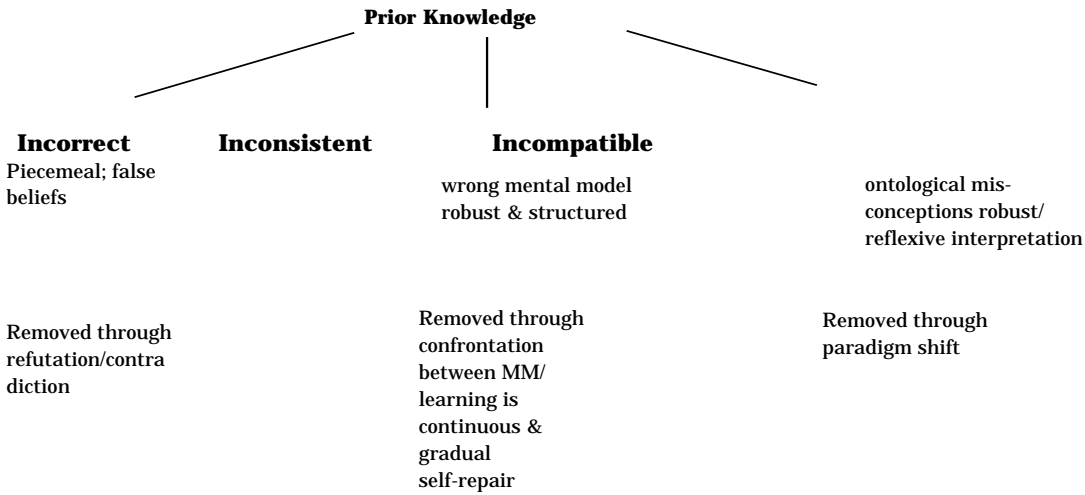 Prior Knowledge
Incorrect Inconsistent Incompatible
Piecemeal; false
beliefs
wrong mental model
robust & structured
ontological mis-
conceptions robust/
reflexive interpretation
Removed through
refutation/contra
diction
Removed through
confrontation
between MM/
learning is
continuous &
gradual
self-repair
Removed through
paradigm shift